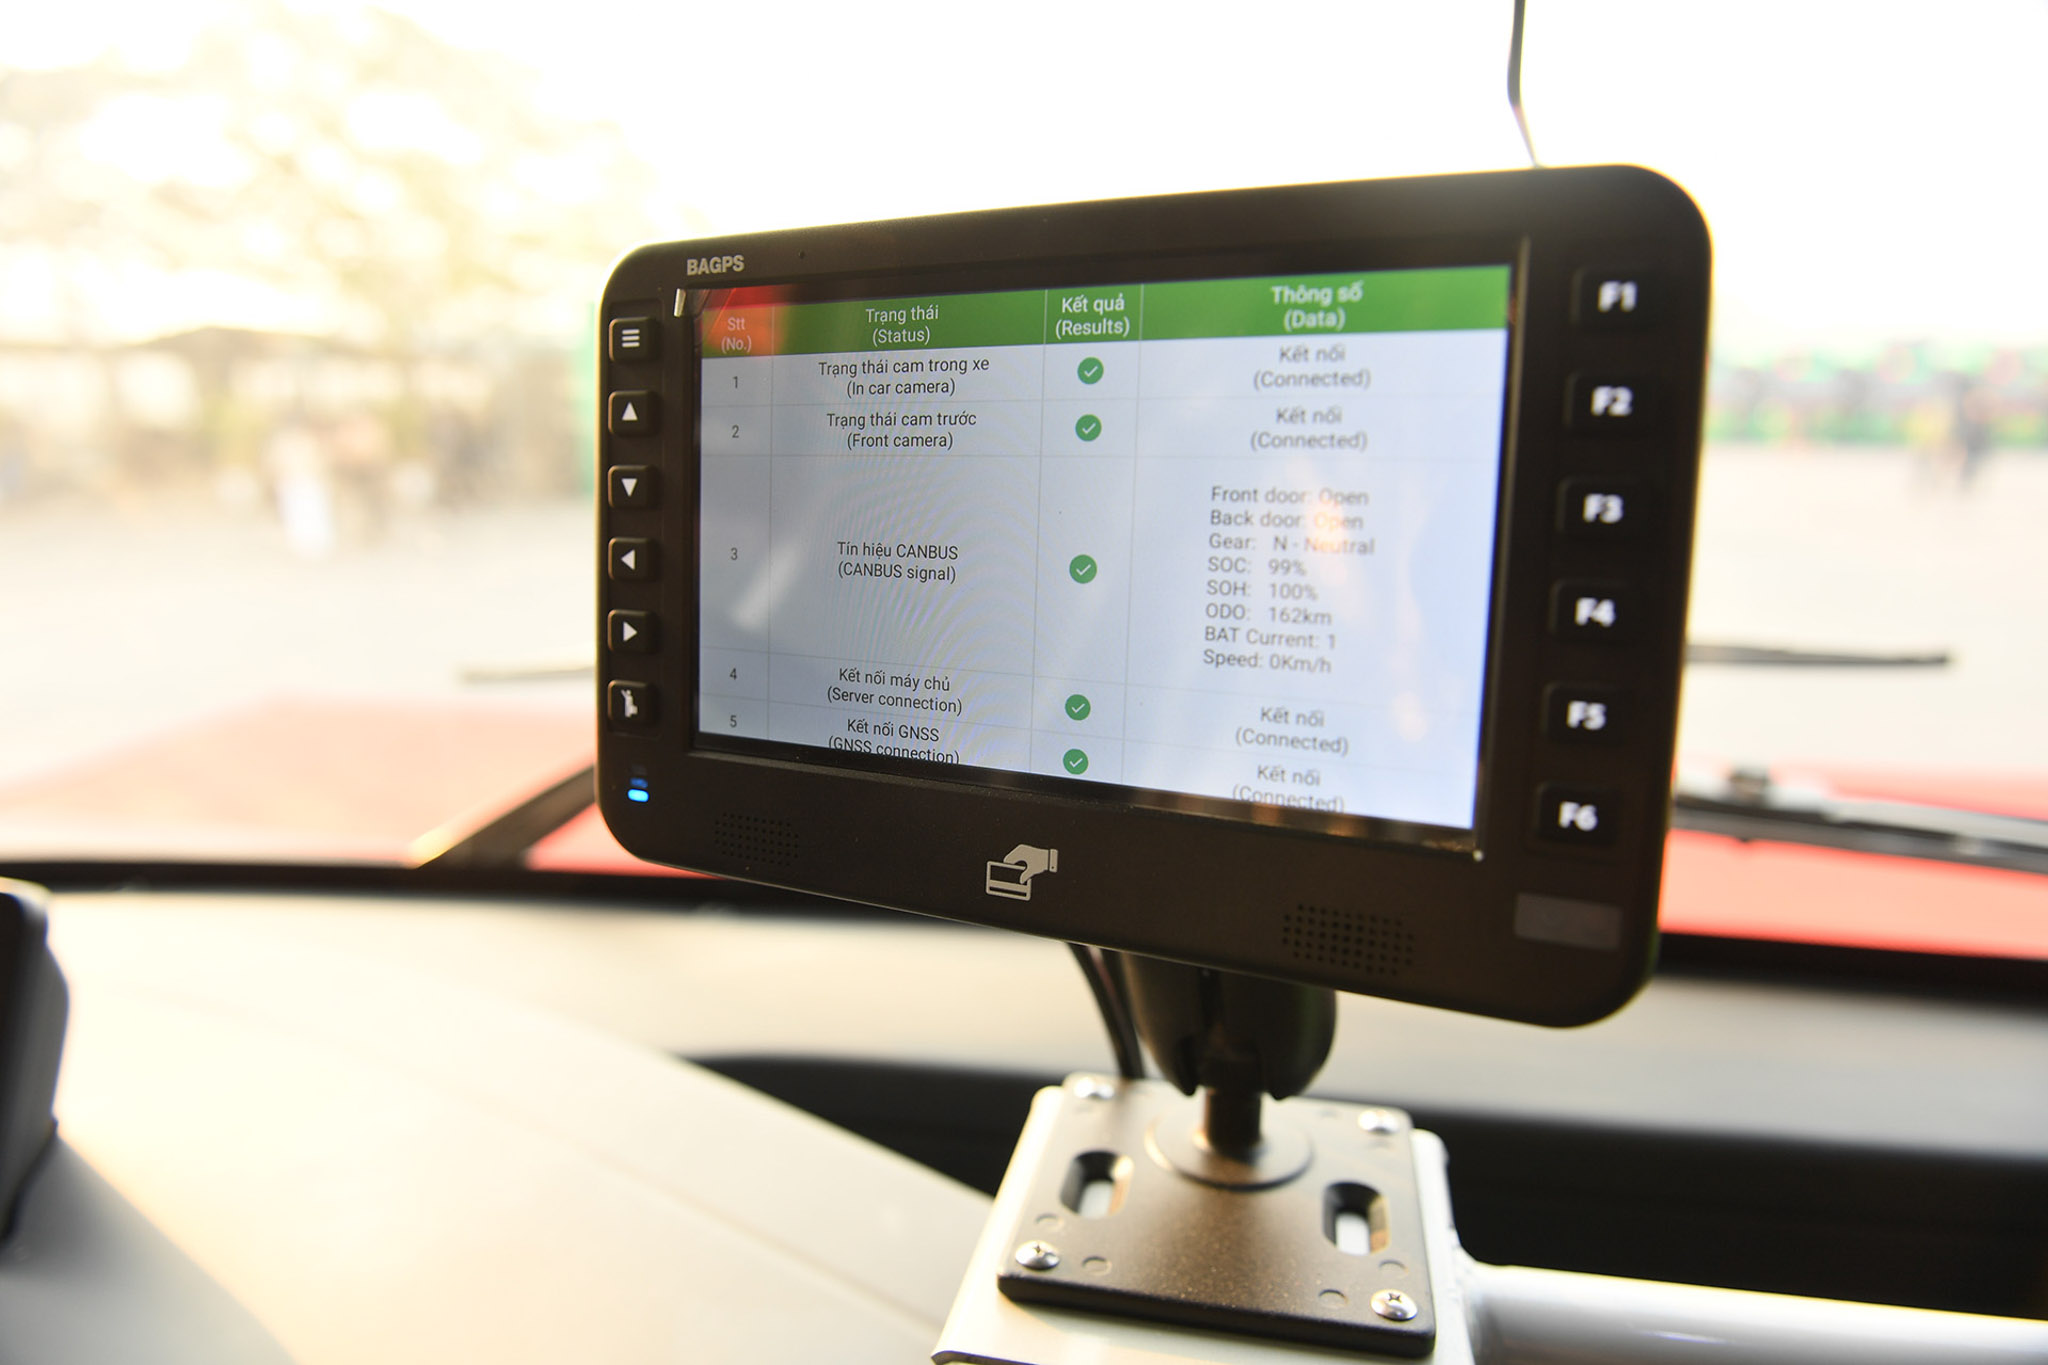 BAGPS
Stt
(No.)
Trạng thái
(Status)
Kết quả
(Results)
Thông số
(Data)
1
Trạng thái cam trong xe
(In car camera)
Kết nối
(Connected)
2
Trạng thái cam trước
(Front camera)
Kết nối
(Connected)
3
Tín hiệu CANBUS
(CANBUS signal)
Front door: Open
Back door: Open
Gear: N - Neutral
SOC: 99%
SOH: 100%
ODO: 162km
BAT Current: 1
Speed: 0Km/h
4
Kết nối máy chủ
(Server connection)
Kết nối
(Connected)
5
Kết nối GNSS
(GNSS connection)
Kết nối
(Connected)
F1
F2
F3
F4
F5
F6